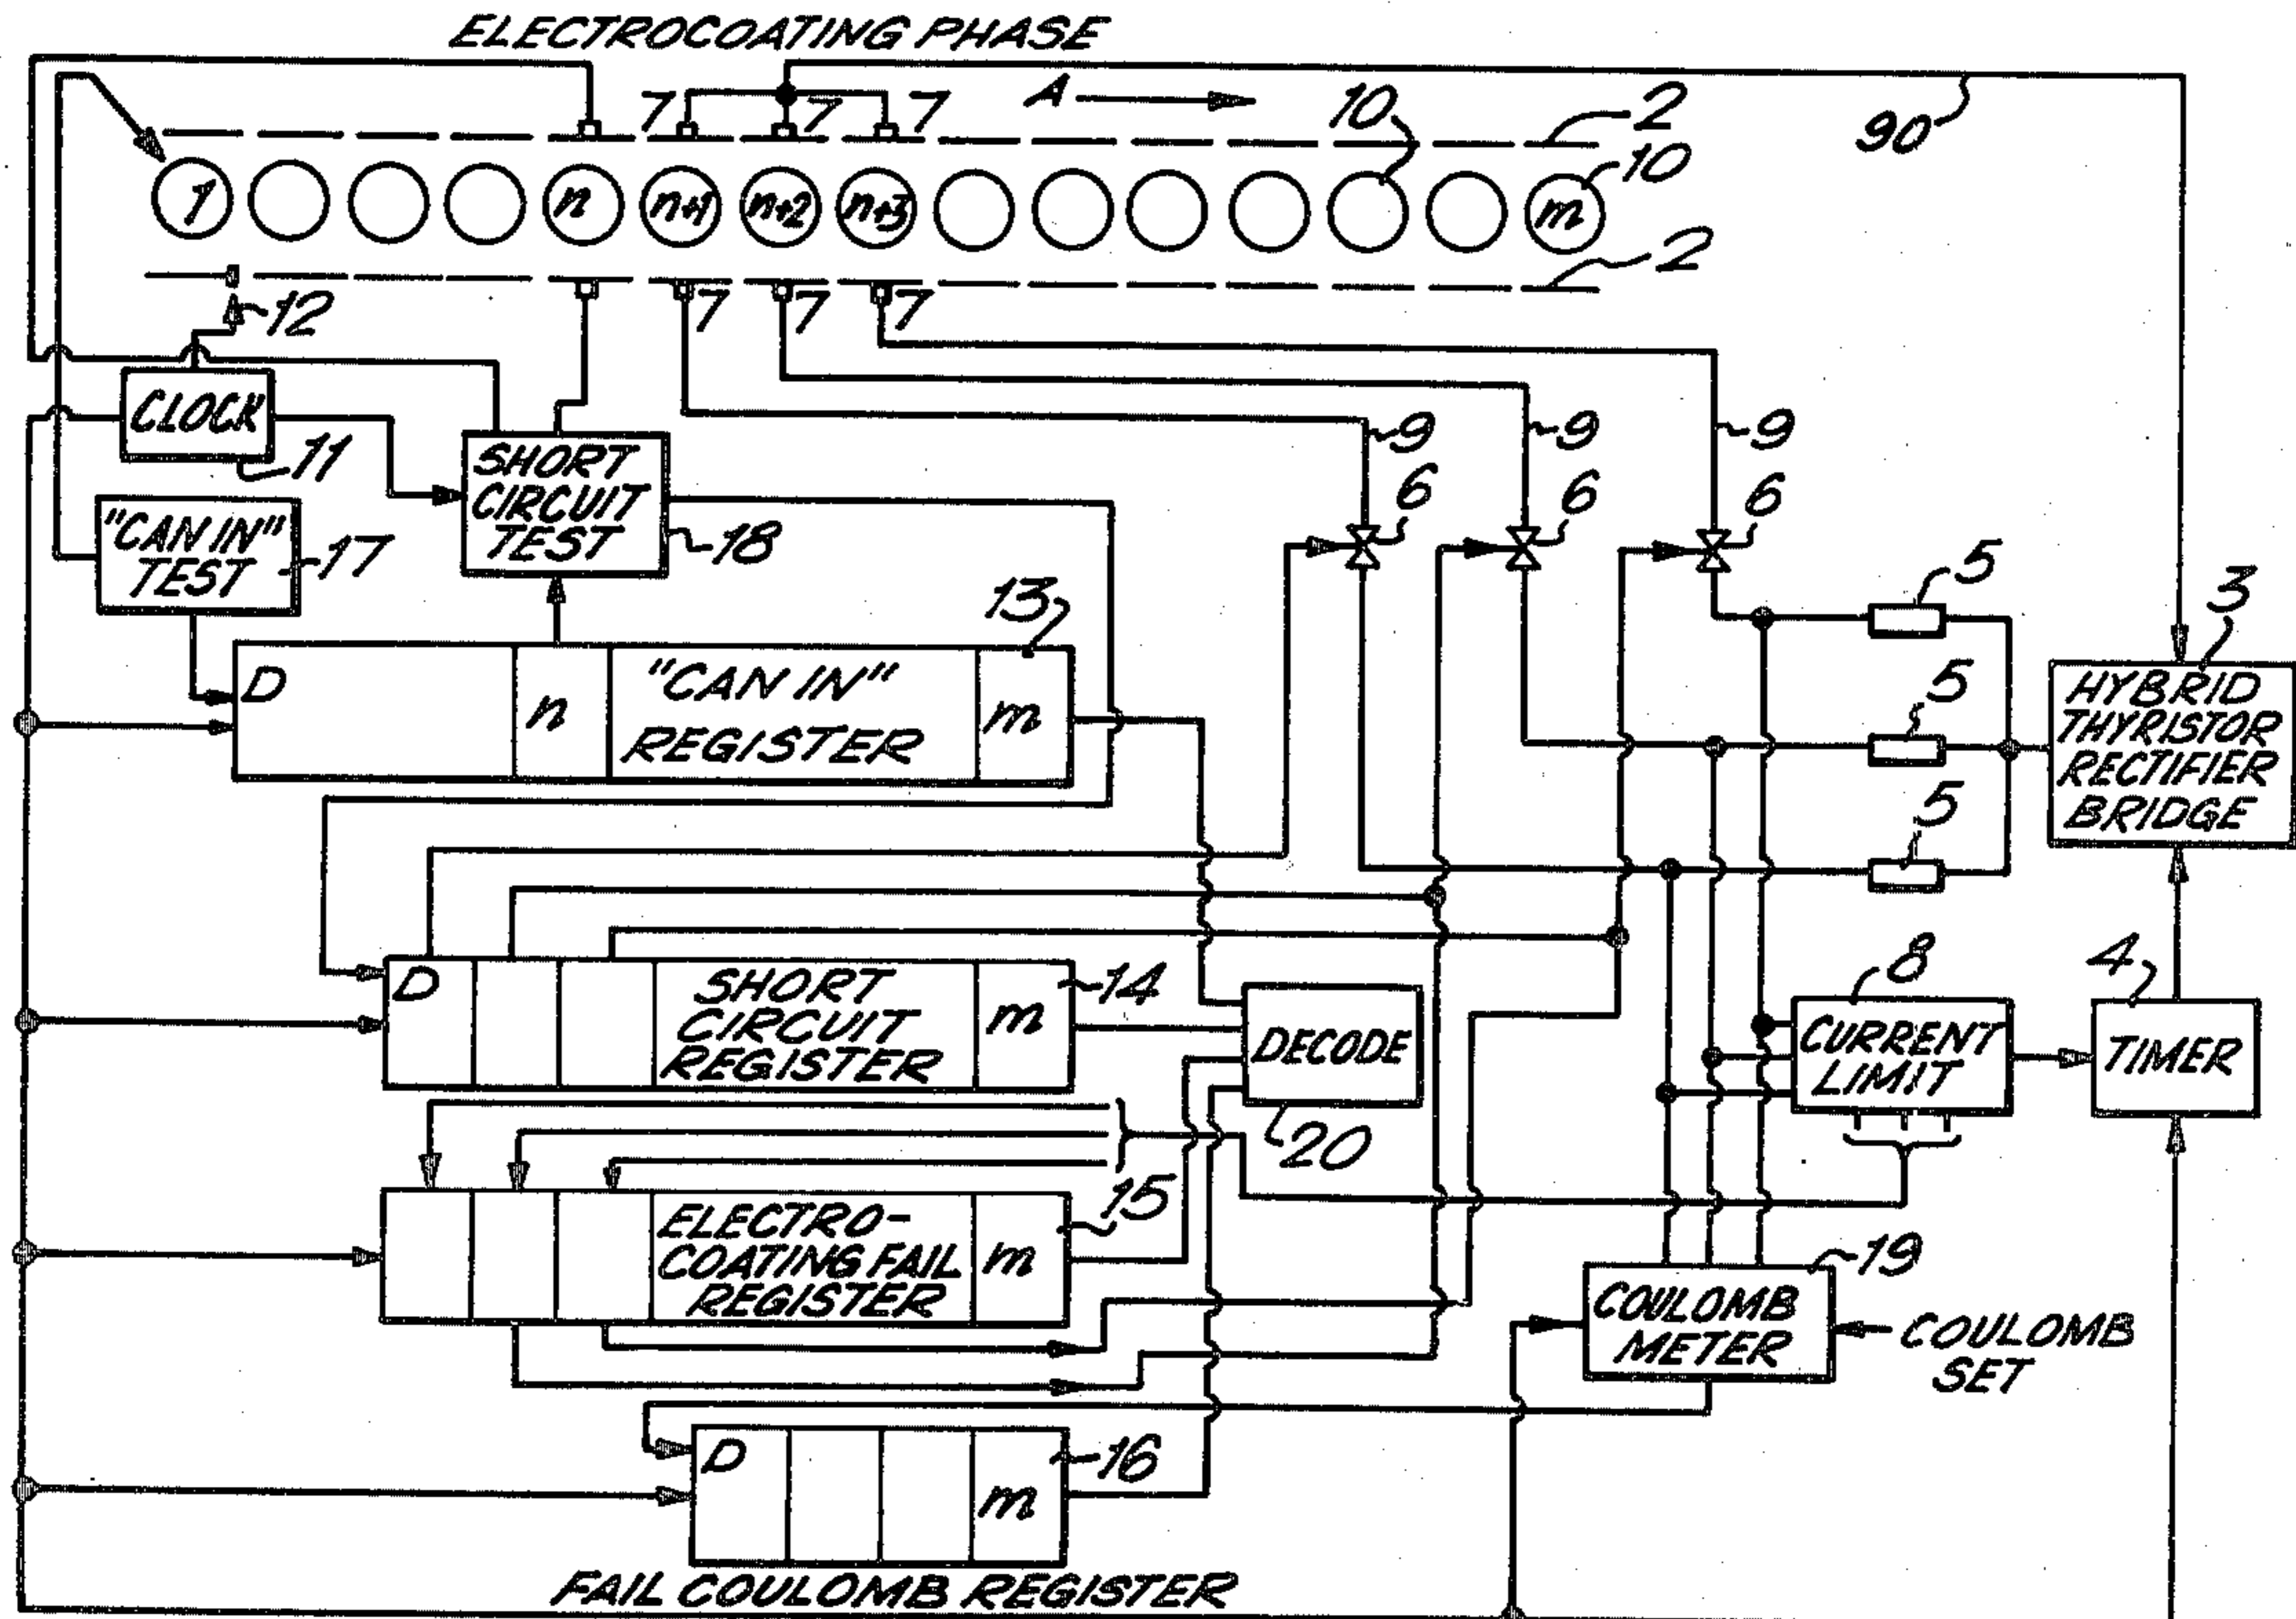 ELECTROCOATING PHASE
7 7 7 A 10 2
90
10
1 n n+1 n+2 n+3 m
2
7 7 7
12
CLOCK
11
9 9 9
SHORT
CIRCUIT
TEST
18
6 6 6
"CAN IN"
TEST
17
5 3
13
D n "CAN IN"
REGISTER m
5
HYBRID
THYRISTOR
RECTIFIER
BRIDGE
5
8 4
D SHORT
CIRCUIT
REGISTER m
14
DECODE
20
CURRENT
LIMIT
TIMER
15
ELECTRO-
COATING FAIL
REGISTER m
19
COULOMB
METER
COULOMB
SET
D m
16
FAIL COULOMB REGISTER